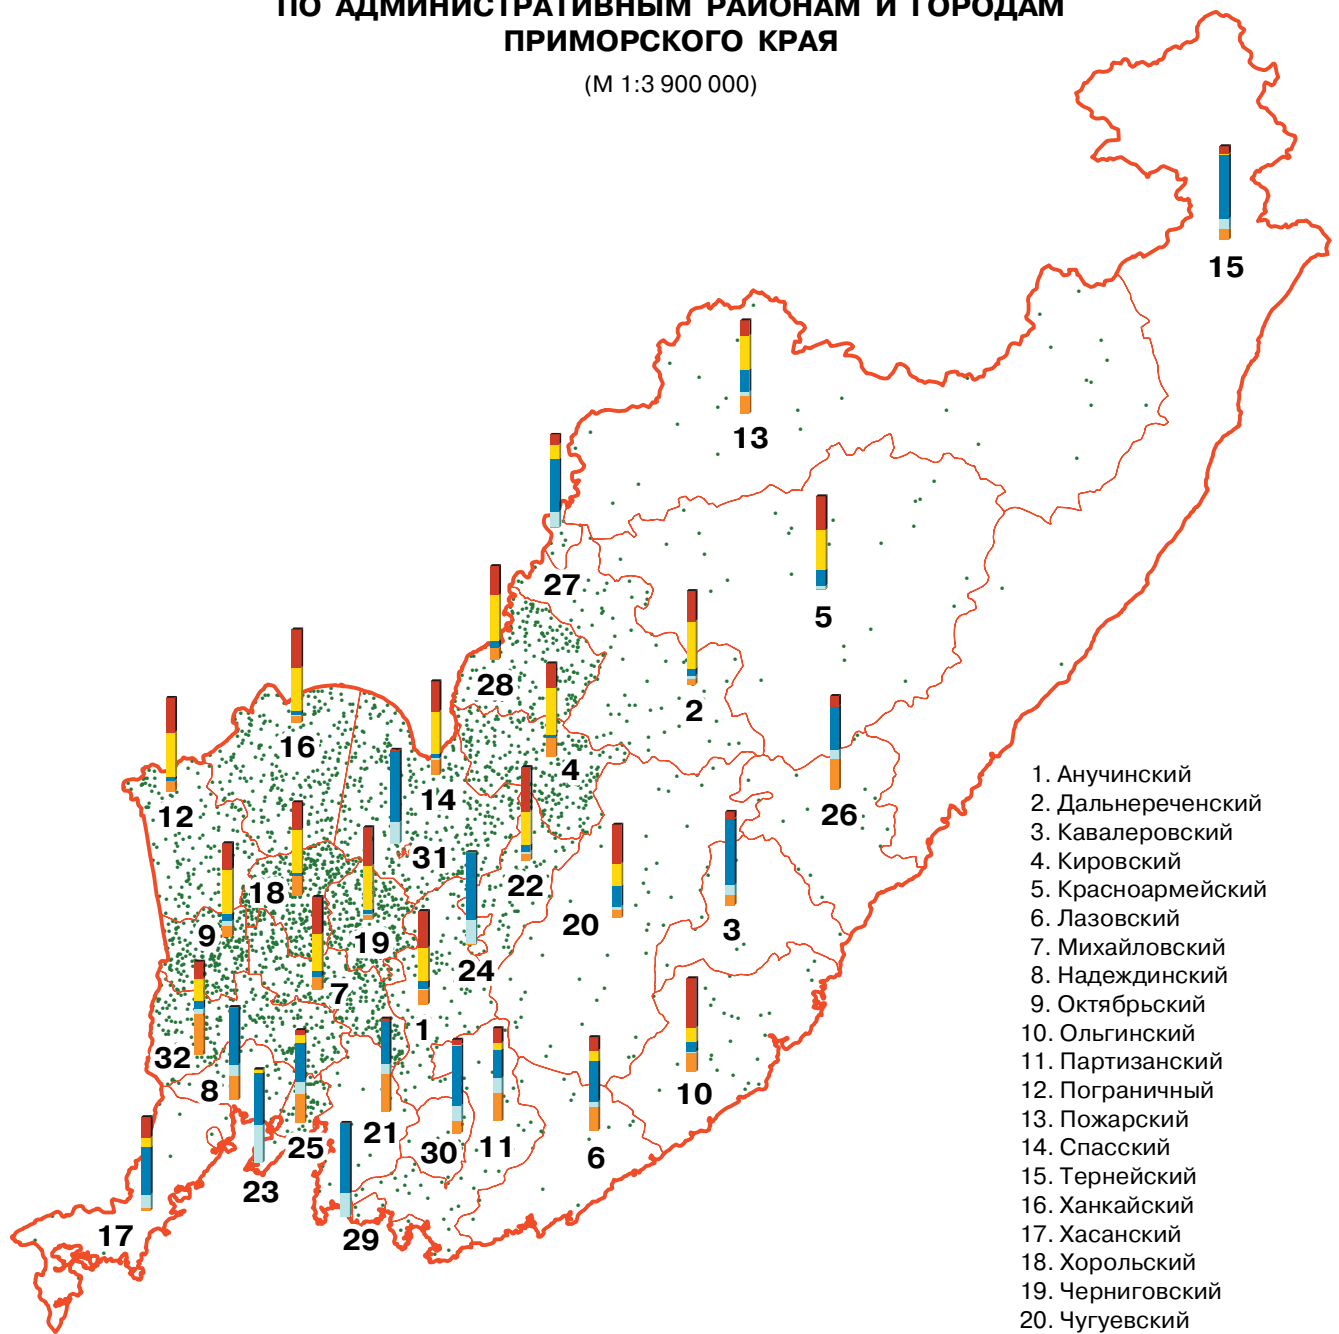 ПО АДМИНИСТРАТИВНЫМ РАЙОНАМ И ГОРОДАМ
ПРИМОРСКОГО КРАЯ
(М 1:3 900 000)
15
13
27
5
28
2
16
4
12
14
26
31
22
18
20
3
9
19
24
7
1
32
8
10
25
21
30
11
6
23
17
29
1. Анучинский
2. Дальнереченский
3. Кавалеровский
4. Кировский
5. Красноармейский
6. Лазовский
7. Михайловский
8. Надеждинский
9. Октябрьский
10. Ольгинский
11. Партизанский
12. Пограничный
13. Пожарский
14. Спасский
15. Тернейский
16. Ханкайский
17. Хасанский
18. Хорольский
19. Черниговский
20. Чугуевский